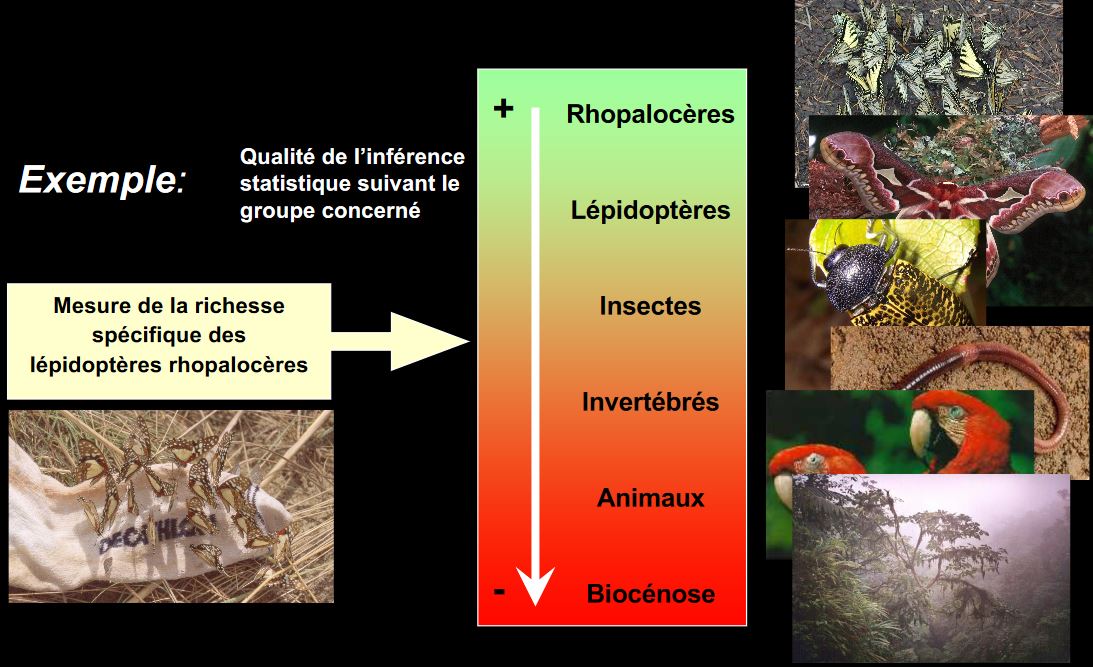 Exemple:
Qualité de l’inférence
statistique suivant le
groupe concerné
Mesure de la richesse
spécifique des
lépidoptères rhopalocères
DECATHLON
+
Rhopalocères
Lépidoptères
Insectes
Invertébrés
Animaux
-
Biocénose